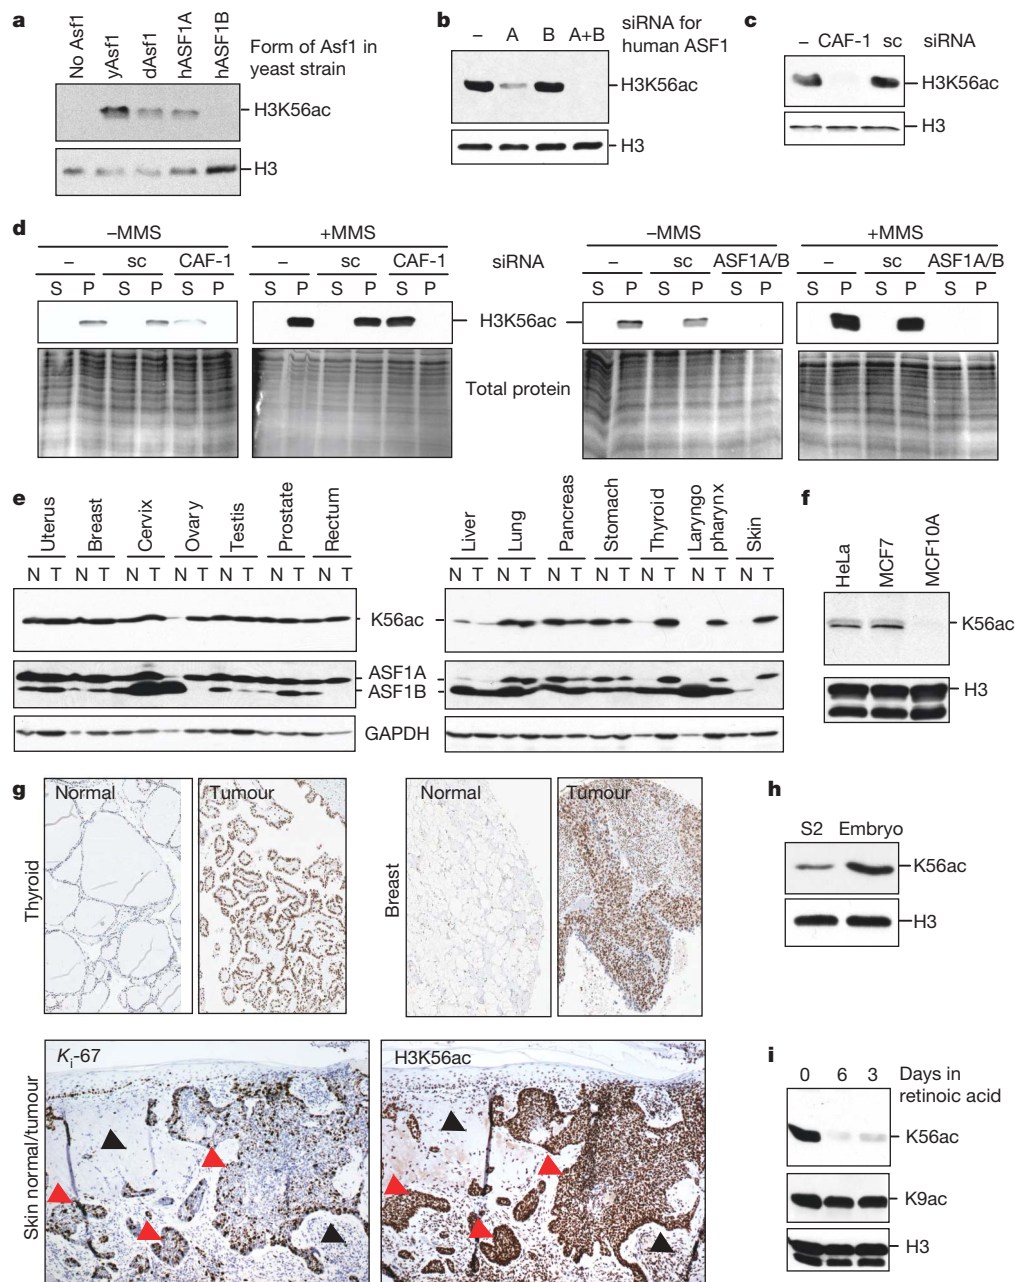 a
No Asf1 yAsf1 dAsf1 hASF1A hASF1B
Form of Asf1 in
yeast strain
H3K56ac
H3
b
– A B A+B
siRNA for
human ASF1
H3K56ac
H3
c
– CAF-1 sc siRNA
H3K56ac
H3
d
–MMS +MMS –MMS +MMS
– sc CAF-1 – sc CAF-1 siRNA – sc ASF1A/B – sc ASF1A/B
S P S P S P S P S P S P S P S P S P S P S P S P
H3K56ac
Total protein
e
Uterus Breast Cervix Ovary Testis Prostate Rectum
N T N T N T N T N T N T N T
Liver Lung Pancreas Stomach Thyroid Laryngo pharynx Skin
N T N T N T N T N T N T N T
K56ac
ASF1A
ASF1B
GAPDH
f
HeLa MCF7 MCF10A
K56ac
H3
g
Thyroid
Normal Tumour
Breast
Normal Tumour
Skin normal/tumour
Ki-67 H3K56ac
h
S2 Embryo
K56ac
H3
i
0 6 3 Days in
retinoic acid
K56ac
K9ac
H3